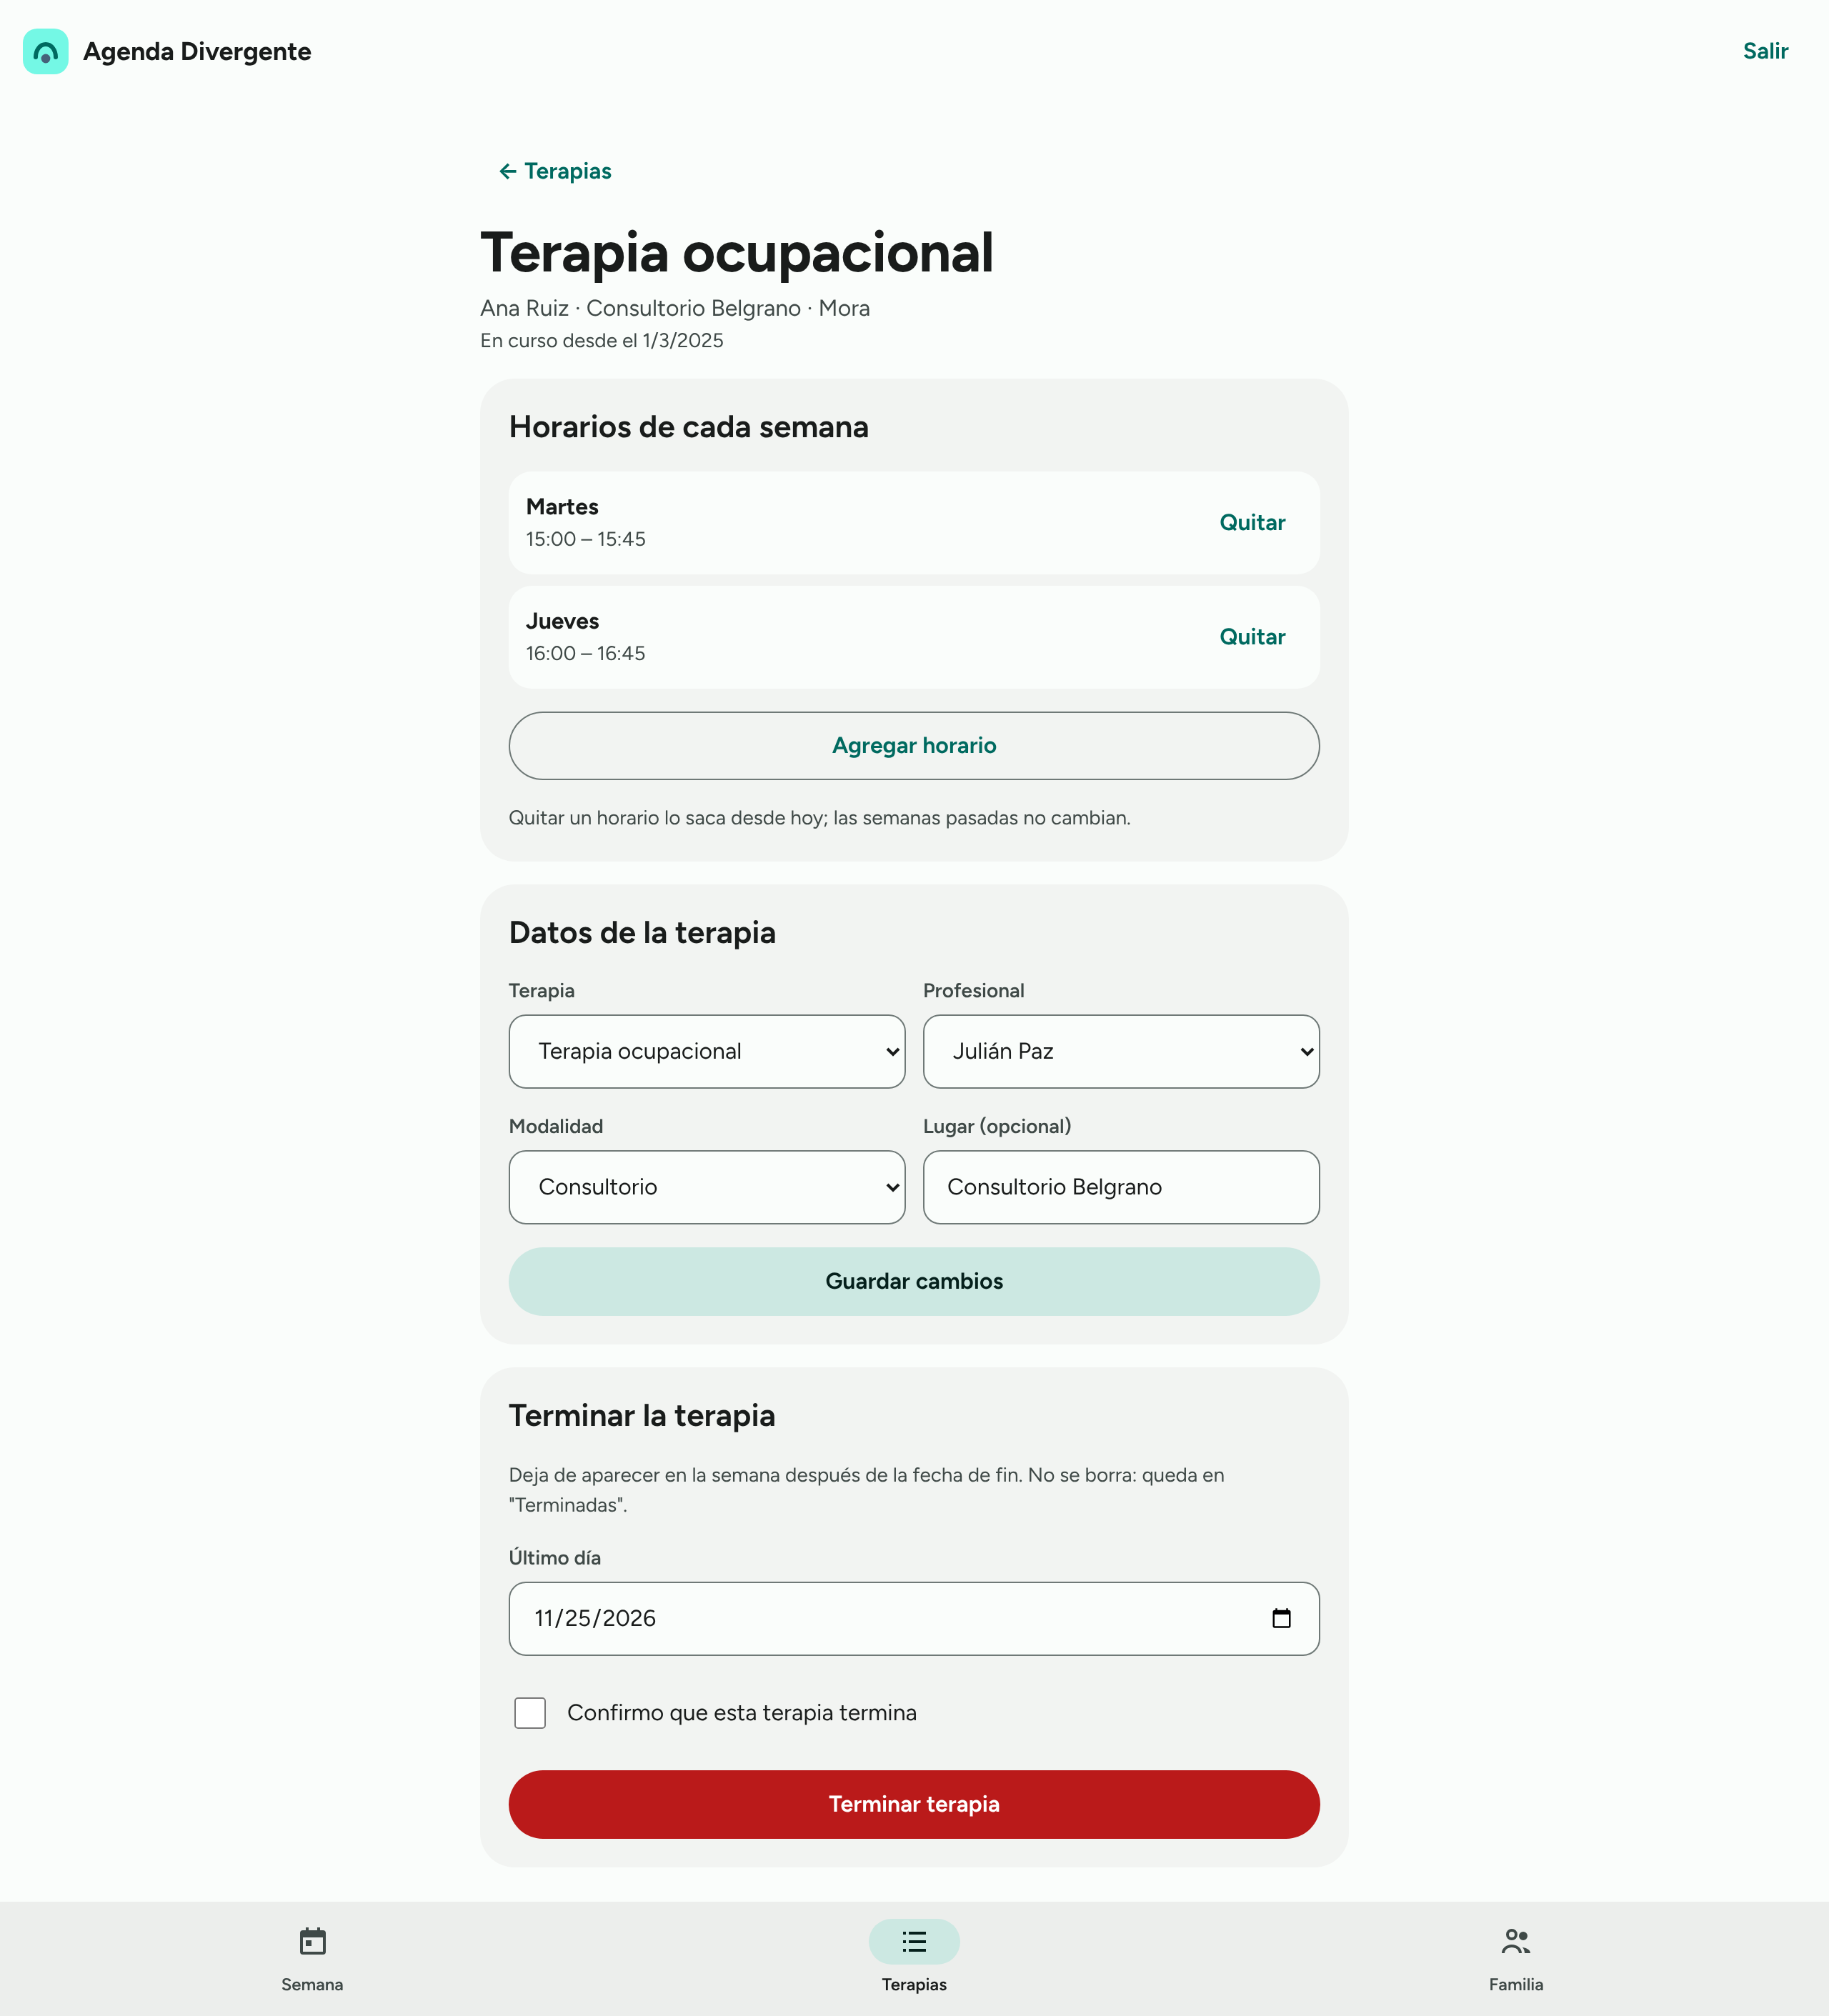 Agenda Divergente
Salir
← Terapias
Terapia ocupacional
Ana Ruiz · Consultorio Belgrano · Mora
En curso desde el 1/3/2025
Horarios de cada semana
Martes
15:00 – 15:45
Quitar
Jueves
16:00 – 16:45
Quitar
Agregar horario
Quitar un horario lo saca desde hoy; las semanas pasadas no cambian.
Datos de la terapia
Terapia
Terapia ocupacional
Profesional
Julián Paz
Modalidad
Consultorio
Lugar (opcional)
Consultorio Belgrano
Guardar cambios
Terminar la terapia
Deja de aparecer en la semana después de la fecha de fin. No se borra: queda en
"Terminadas".
Último día
11/25/2026
Confirmo que esta terapia termina
Terminar terapia
Semana
Terapias
Familia